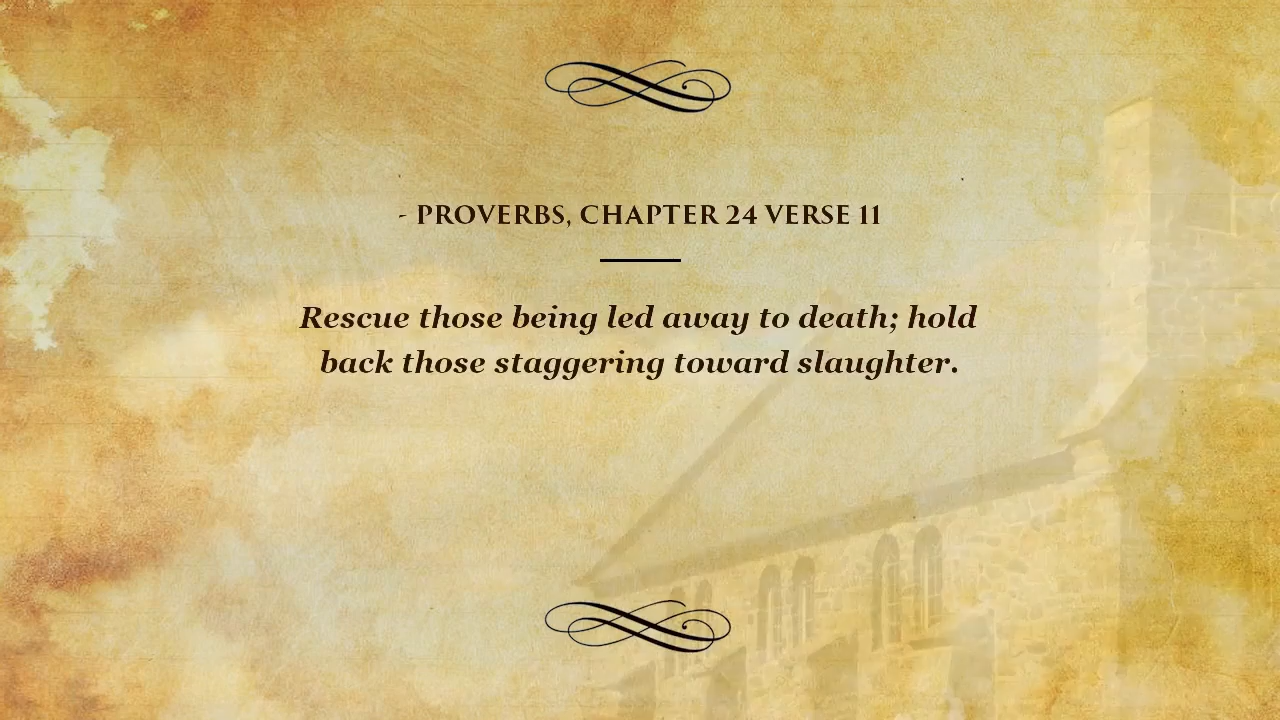 - PROVERBS, CHAPTER 24 VERSE 11
Rescue those being led away to death; hold
back those staggering toward slaughter.